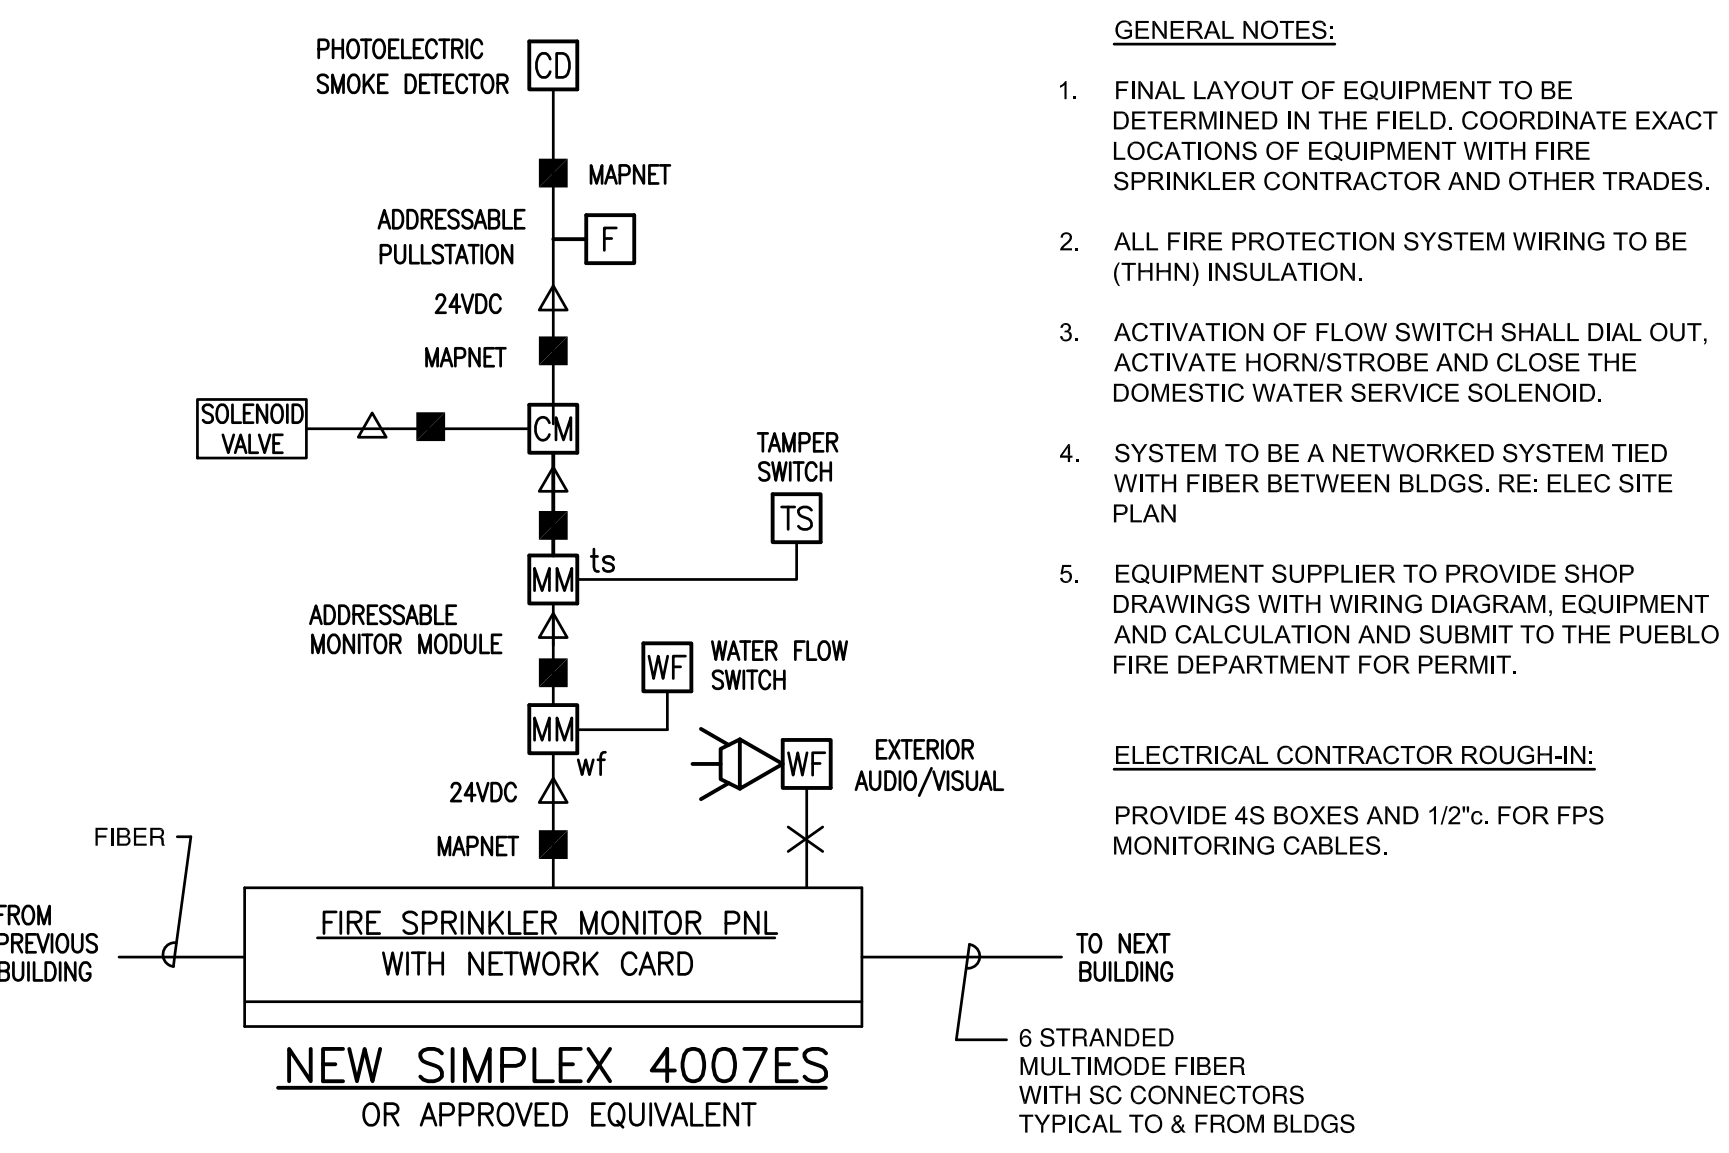 PHOTOELECTRIC
SMOKE DETECTOR
CD
MAPNET
ADDRESSABLE
PULLSTATION
F
24VDC
MAPNET
SOLENOID
VALVE
CM
TAMPER
SWITCH
TS
ts
MM
ADDRESSABLE
MONITOR MODULE
WF
WATER FLOW
SWITCH
MM
wf
WF
EXTERIOR
AUDIO/VISUAL
24VDC
MAPNET
FIBER
FROM
PREVIOUS
BUILDING
FIRE SPRINKLER MONITOR PNL
WITH NETWORK CARD
TO NEXT
BUILDING
NEW SIMPLEX 4007ES
OR APPROVED EQUIVALENT
6 STRANDED
MULTIMODE FIBER
WITH SC CONNECTORS
TYPICAL TO & FROM BLDGS
GENERAL NOTES:
1. FINAL LAYOUT OF EQUIPMENT TO BE
DETERMINED IN THE FIELD. COORDINATE EXACT
LOCATIONS OF EQUIPMENT WITH FIRE
SPRINKLER CONTRACTOR AND OTHER TRADES.
2. ALL FIRE PROTECTION SYSTEM WIRING TO BE
(THHN) INSULATION.
3. ACTIVATION OF FLOW SWITCH SHALL DIAL OUT,
ACTIVATE HORN/STROBE AND CLOSE THE
DOMESTIC WATER SERVICE SOLENOID.
4. SYSTEM TO BE A NETWORKED SYSTEM TIED
WITH FIBER BETWEEN BLDGS. RE: ELEC SITE
PLAN
5. EQUIPMENT SUPPLIER TO PROVIDE SHOP
DRAWINGS WITH WIRING DIAGRAM, EQUIPMENT
AND CALCULATION AND SUBMIT TO THE PUEBLO
FIRE DEPARTMENT FOR PERMIT.
ELECTRICAL CONTRACTOR ROUGH-IN:
PROVIDE 4S BOXES AND 1/2"c. FOR FPS
MONITORING CABLES.